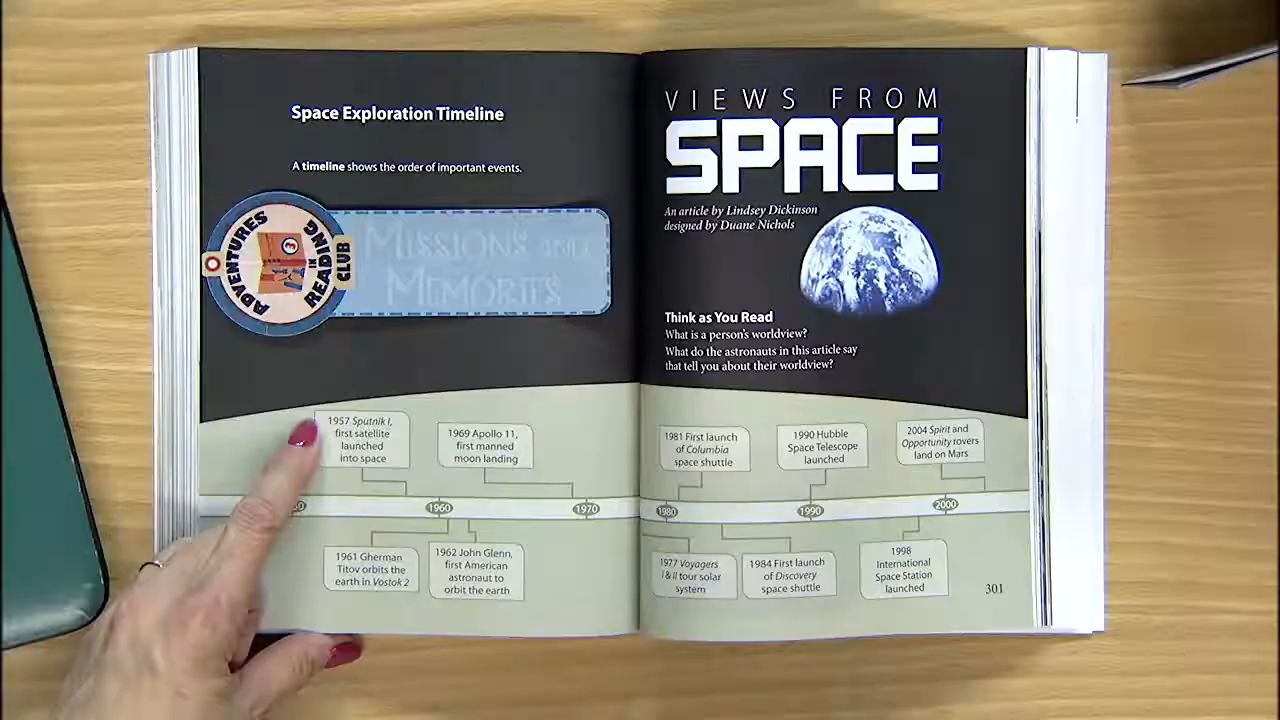 Space Exploration Timeline
A timeline shows the order of important events.
ADVENTURES
IN
READING
CLUB
MISSIONS AND
MEMORIES
VIEWS FROM
SPACE
An article by Lindsey Dickinson
designed by Duane Nichols
Think as You Read
What is a person's worldview?
What do the astronauts in this article say
that tell you about their worldview?
1957 Sputnik I,
first satellite
launched
into space
1969 Apollo 11,
first manned
moon landing
1981 First launch
of Columbia
space shuttle
1990 Hubble
Space Telescope
launched
2004 Spirit and
Opportunity rovers
land on Mars
1960
1970
1980
1990
2000
1961 Gherman
Titov orbits the
earth in Vostok 2
1962 John Glenn,
first American
astronaut to
orbit the earth
1977 Voyagers
I & II tour solar
system
1984 First launch
of Discovery
space shuttle
1998
International
Space Station
launched
301